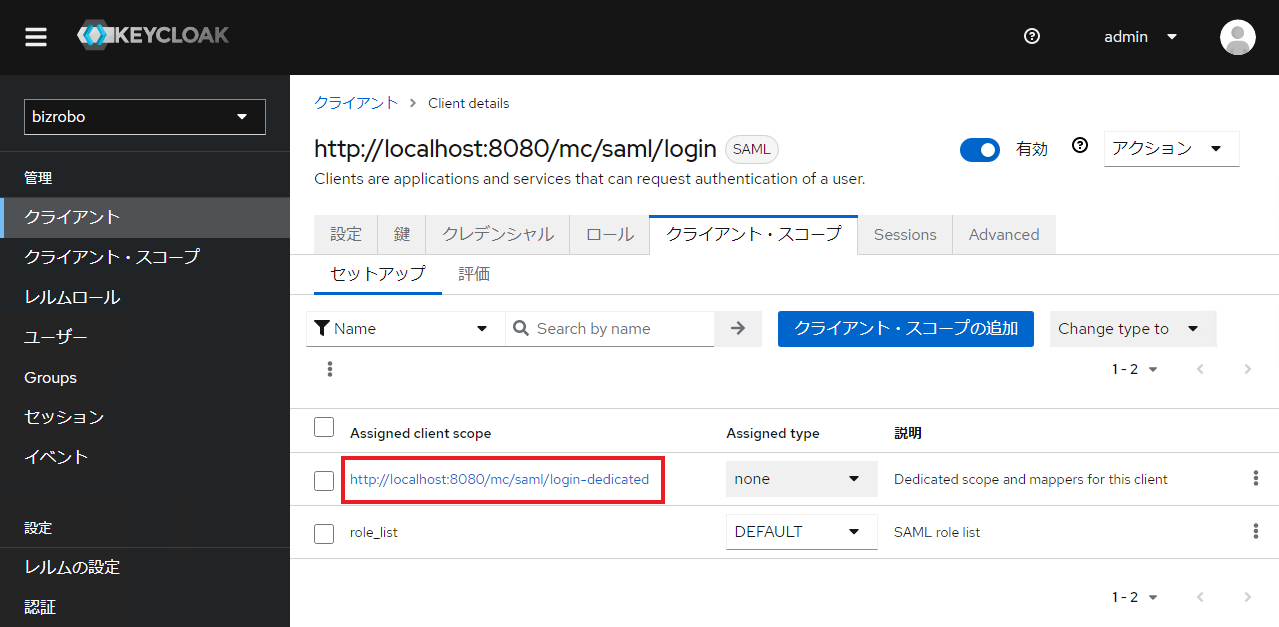 KEYCLOAK
admin
bizrobo
管理
クライアント
クライアント・スコープ
レルムロール
ユーザー
Groups
セッション
イベント
設定
レルムの設定
認証
クライアント > Client details
http://localhost:8080/mc/saml/login SAML
有効
アクション
Clients are applications and services that can request authentication of a user.
設定 鍵 クレデンシャル ロール クライアント・スコープ Sessions Advanced
セットアップ 評価
Name Search by name クライアント・スコープの追加 Change type to
1 - 2
Assigned client scope Assigned type 説明
http://localhost:8080/mc/saml/login-dedicated none Dedicated scope and mappers for this client
role_list DEFAULT SAML role list
1 - 2